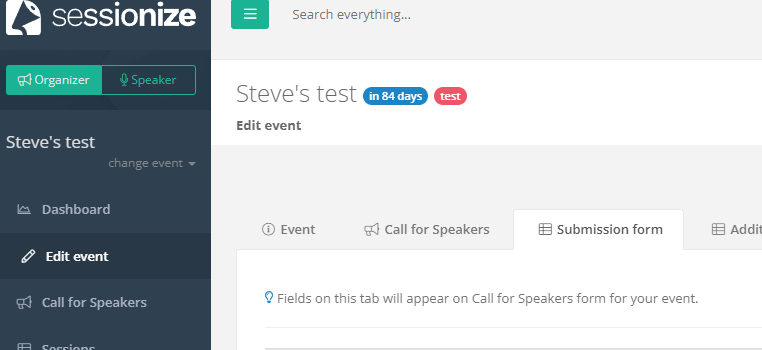 sessionize
Search everything...
Organizer
Speaker
Steve's test in 84 days test
Edit event
Steve's test
change event
Dashboard
Edit event
Call for Speakers
Sessions
Event
Call for Speakers
Submission form
Addit
Fields on this tab will appear on Call for Speakers form for your event.